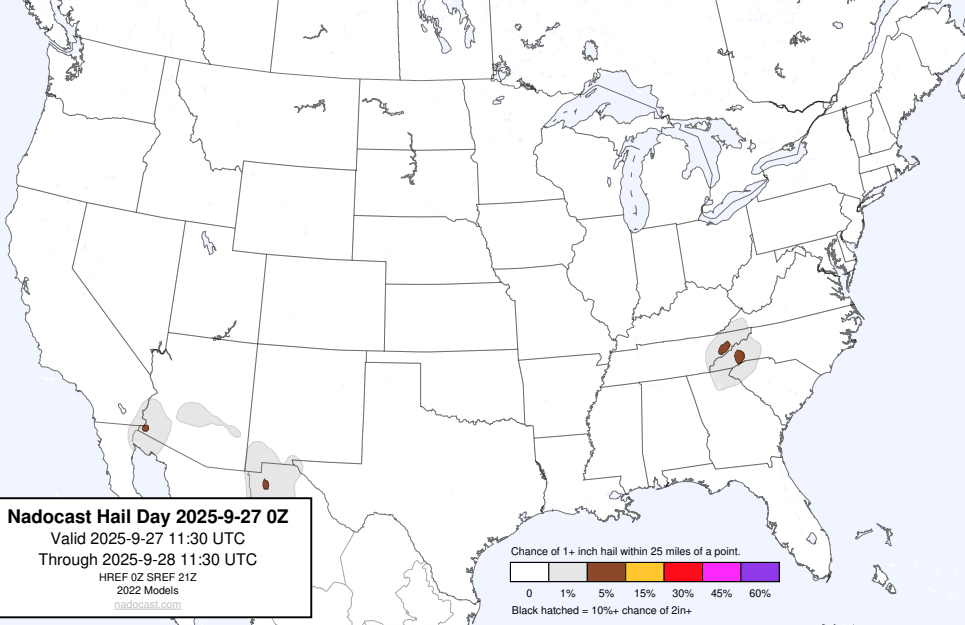 Nadocast Hail Day 2025-9-27 0Z
Valid 2025-9-27 11:30 UTC
Through 2025-9-28 11:30 UTC
HREF 0Z SREF 21Z
2022 Models
nadocast.com
Chance of 1+ inch hail within 25 miles of a point.
0 1% 5% 15% 30% 45% 60%
Black hatched = 10%+ chance of 2in+